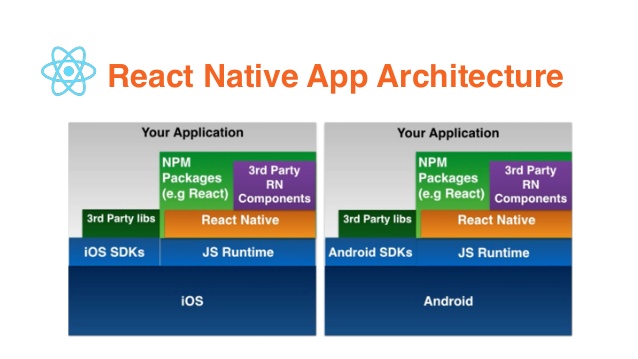 React Native App Architecture
Your Application
NPM
Packages
(e.g React)
3rd Party
RN
Components
3rd Party libs
React Native
iOS SDKs
JS Runtime
iOS
Your Application
NPM
Packages
(e.g React)
3rd Party
RN
Components
3rd Party libs
React Native
Android SDKs
JS Runtime
Android